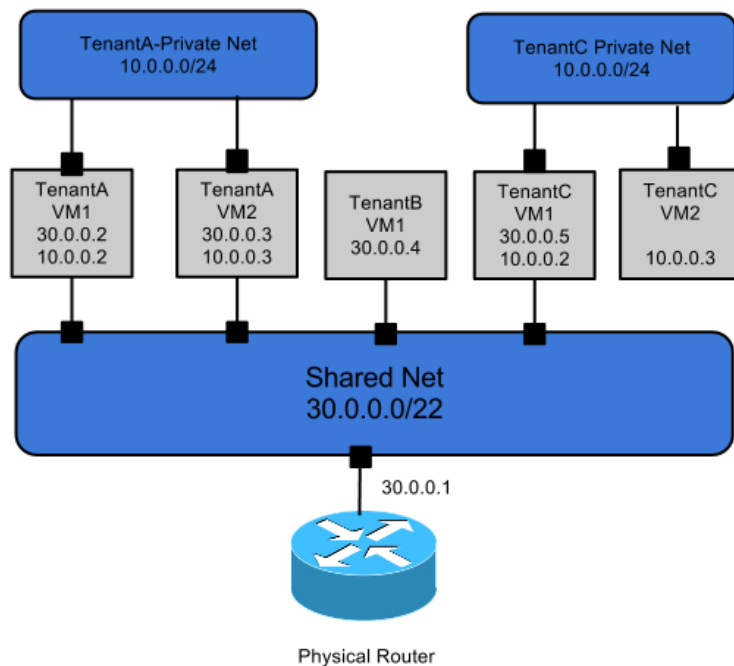 TenantA-Private Net
10.0.0.0/24
TenantC Private Net
10.0.0.0/24
TenantA
VM1
30.0.0.2
10.0.0.2
TenantA
VM2
30.0.0.3
10.0.0.3
TenantB
VM1
30.0.0.4
TenantC
VM1
30.0.0.5
10.0.0.2
TenantC
VM2
10.0.0.3
Shared Net
30.0.0.0/22
30.0.0.1
Physical Router